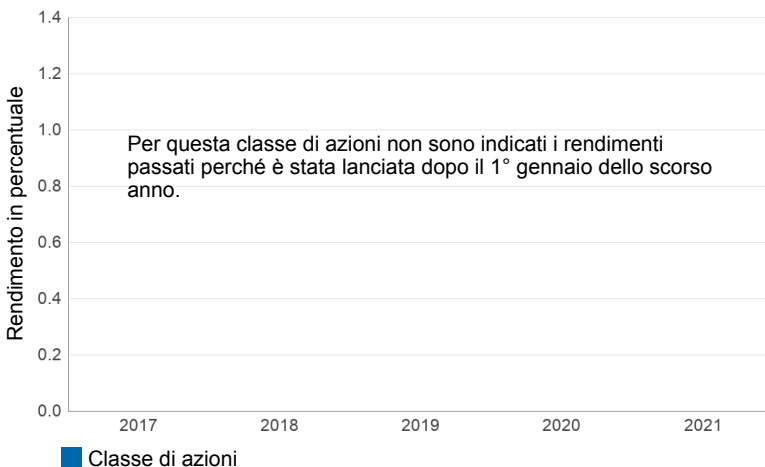 1.4
1.2
1.0
0.8
0.6
0.4
0.2
0.0
Rendimento in percentuale
Per questa classe di azioni non sono indicati i rendimenti
passati perché è stata lanciata dopo il 1° gennaio dello scorso
anno.
2017 2018 2019 2020 2021
Classe di azioni